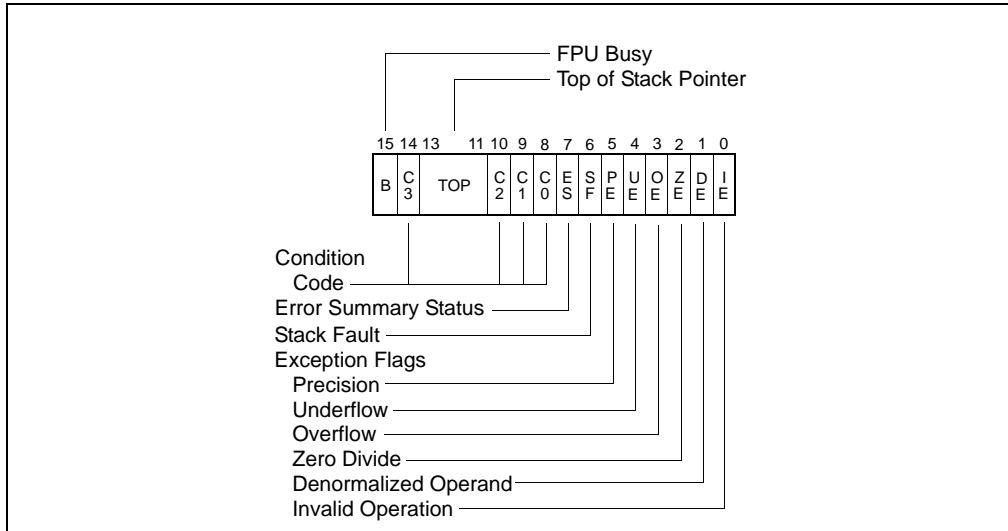 FPU Busy
Top of Stack Pointer
15 14 13 11 10 9 8 7 6 5 4 3 2 1 0
B C3 TOP C2 C1 C0 ES SF PE UE OE ZE DE IE
Condition
Code
Error Summary Status
Stack Fault
Exception Flags
Precision
Underflow
Overflow
Zero Divide
Denormalized Operand
Invalid Operation